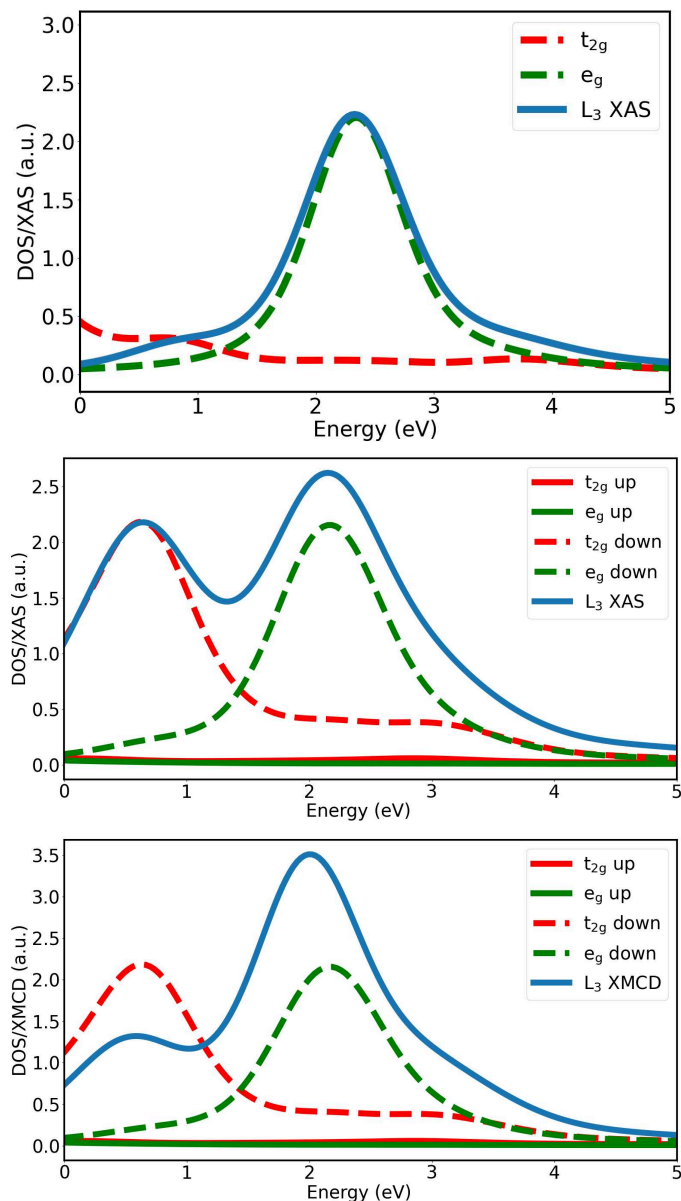 3.0
2.5
2.0
1.5
1.0
0.5
0.0
DOS/XAS (a.u.)
t₂g
eg
L₃ XAS
0 1 2 3 4 5
Energy (eV)
2.5
2.0
1.5
1.0
0.5
0.0
DOS/XAS (a.u.)
t₂g up
eg up
t₂g down
eg down
L₃ XAS
0 1 2 3 4 5
Energy (eV)
3.5
3.0
2.5
2.0
1.5
1.0
0.5
0.0
DOS/XMCD (a.u.)
t₂g up
eg up
t₂g down
eg down
L₃ XMCD
0 1 2 3 4 5
Energy (eV)